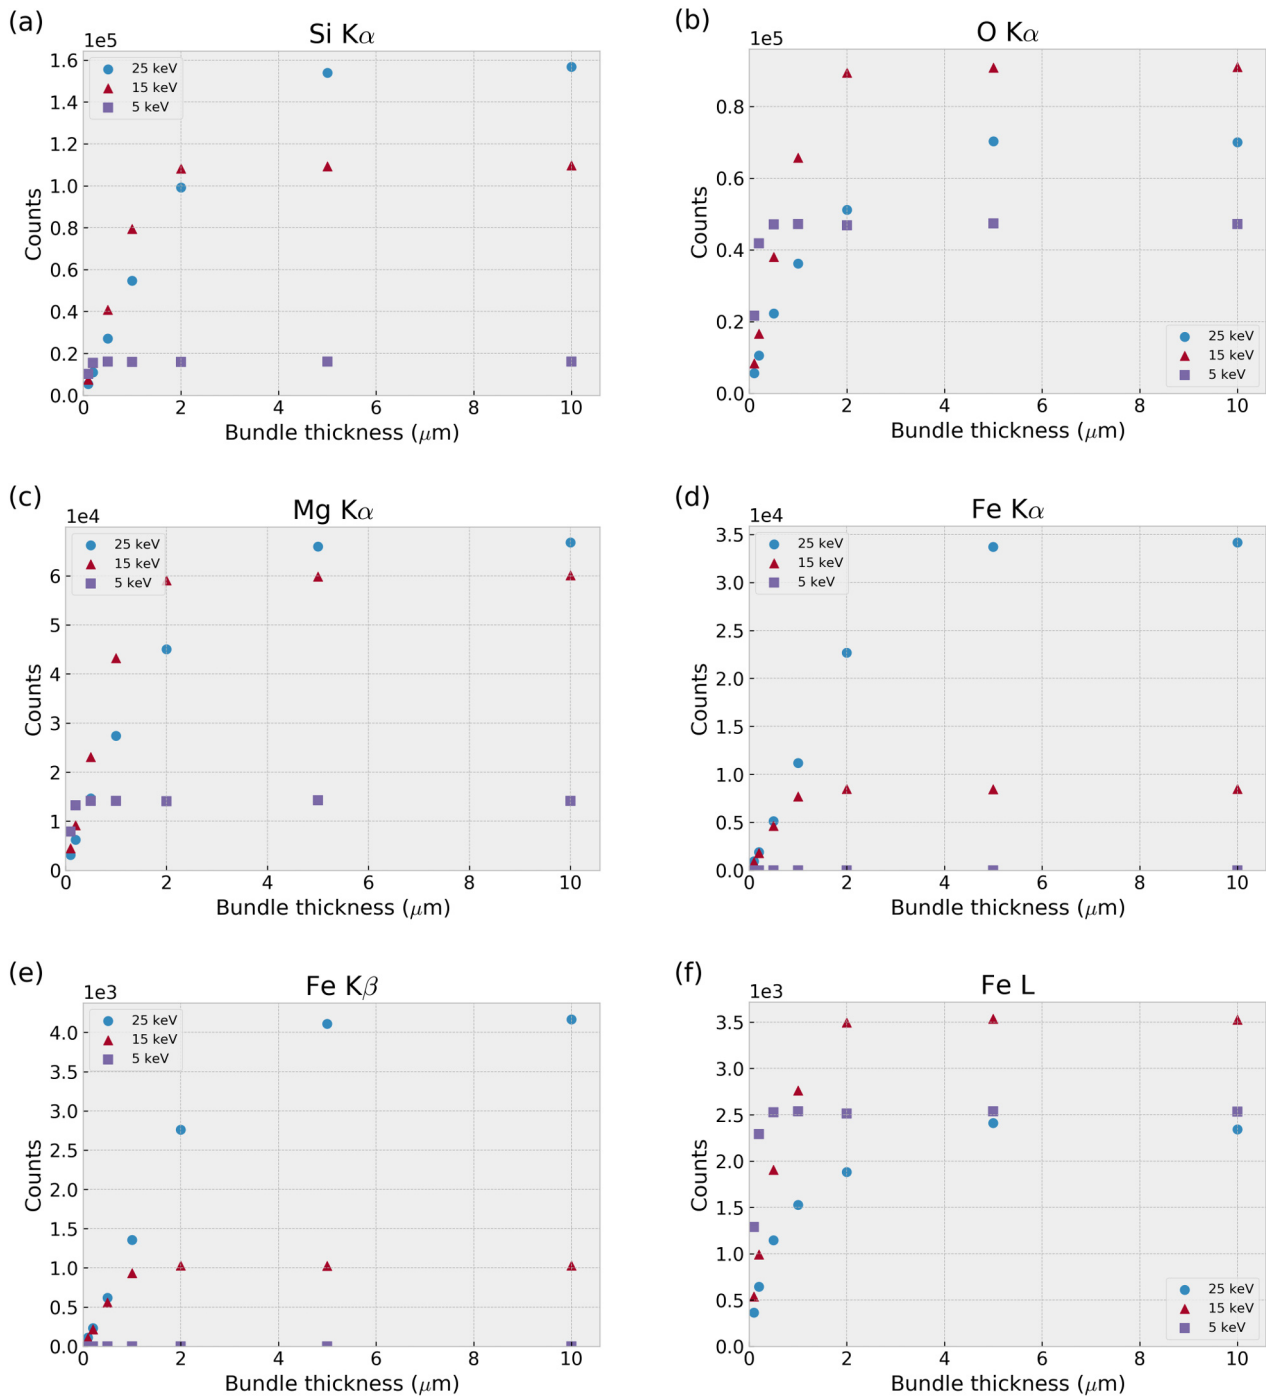 (a)
Si Kα
1e5
25 keV
15 keV
5 keV
1.6
1.4
1.2
1.0
0.8
0.6
0.4
0.2
0.0
Counts
0 2 4 6 8 10
Bundle thickness (μm)
(b)
O Kα
1e5
0.8
0.6
0.4
0.2
0.0
Counts
25 keV
15 keV
5 keV
0 2 4 6 8 10
Bundle thickness (μm)
(c)
Mg Kα
1e4
25 keV
15 keV
5 keV
6
5
4
3
2
1
0
Counts
0 2 4 6 8 10
Bundle thickness (μm)
(d)
Fe Kα
1e4
25 keV
15 keV
5 keV
3.5
3.0
2.5
2.0
1.5
1.0
0.5
0.0
Counts
0 2 4 6 8 10
Bundle thickness (μm)
(e)
Fe Kβ
1e3
25 keV
15 keV
5 keV
4.0
3.5
3.0
2.5
2.0
1.5
1.0
0.5
0.0
Counts
0 2 4 6 8 10
Bundle thickness (μm)
(f)
Fe L
1e3
3.5
3.0
2.5
2.0
1.5
1.0
0.5
0.0
Counts
25 keV
15 keV
5 keV
0 2 4 6 8 10
Bundle thickness (μm)